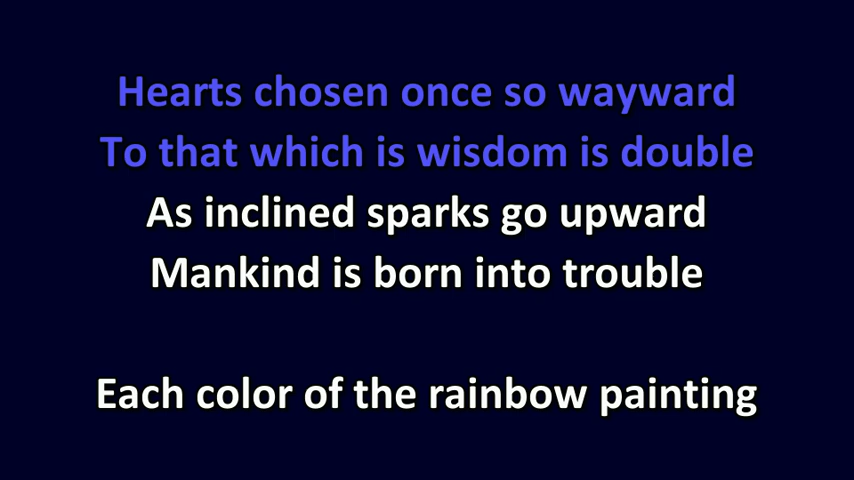 Hearts chosen once so wayward
To that which is wisdom is double
As inclined sparks go upward
Mankind is born into trouble
Each color of the rainbow painting